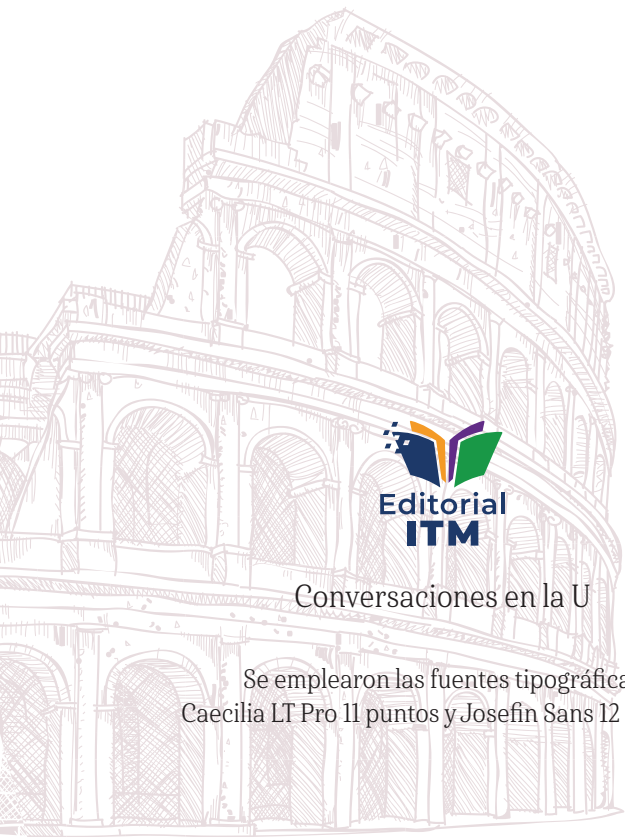 Editorial
ITM
Conversaciones en la U
Se emplearon las fuentes tipográfica
Caecilia LT Pro 11 puntos y Josefin Sans 12